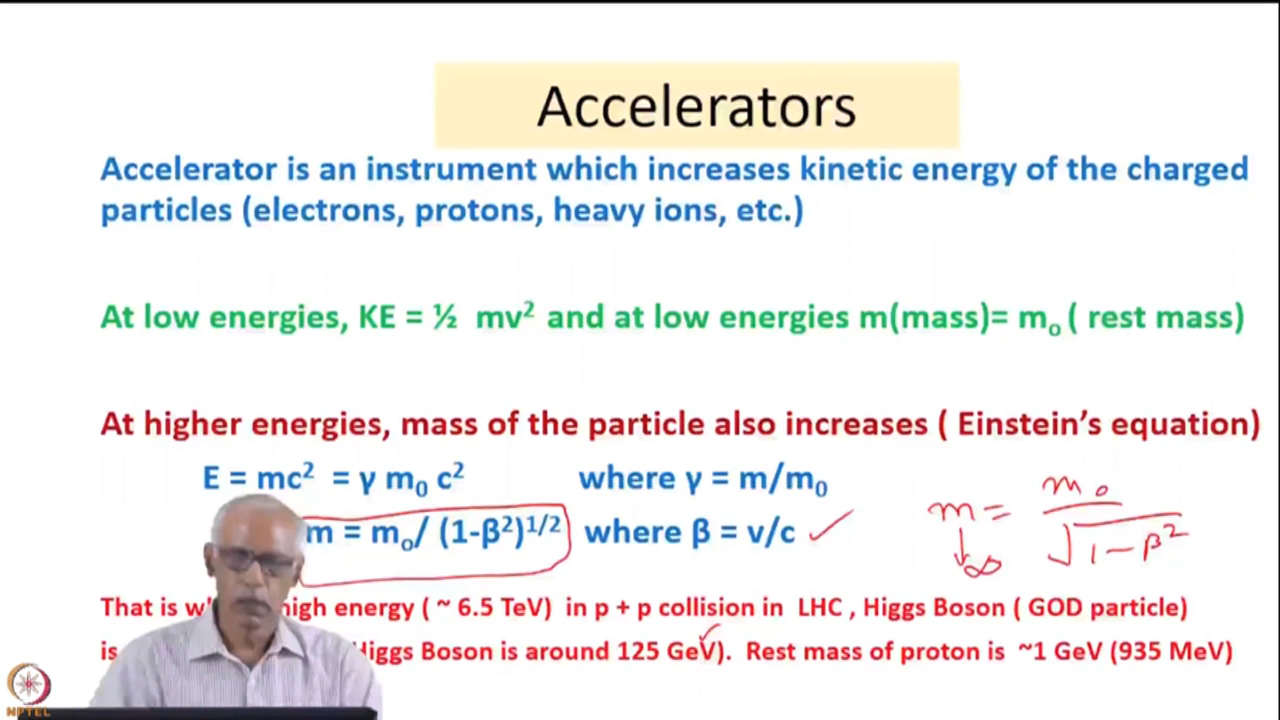 Accelerators
Accelerator is an instrument which increases kinetic energy of the charged
particles (electrons, protons, heavy ions, etc.)
At low energies, KE = ½ mv² and at low energies m(mass)= mₒ ( rest mass)
At higher energies, mass of the particle also increases ( Einstein's equation)
E = mc² = γ m₀ c² where γ = m/m₀
m = mₒ/ (1-β²)¹/² where β = v/c ✓
m = m₀ / √1-β²
↓
∞
That is high energy ( ~ 6.5 TeV) in p + p collision in LHC , Higgs Boson ( GOD particle)
is Higgs Boson is around 125 GeV). Rest mass of proton is ~1 GeV (935 MeV)
NPTEL